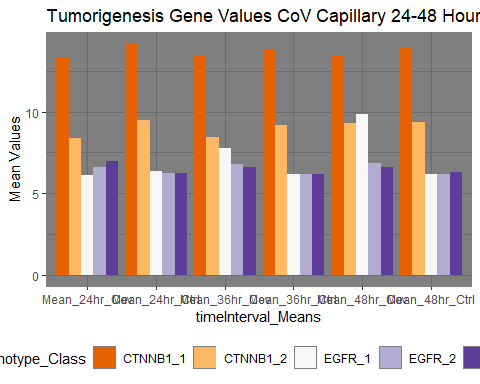 Tumorigenesis Gene Values CoV Capillary 24-48 Hour
Mean Values
10
5
0
Mean_24hr_Cov Mean_24hr_Ctrl Mean_36hr_Cov Mean_36hr_Ctrl Mean_48hr_Cov Mean_48hr_Ctrl
timeInterval_Means
notype_Class CTNNB1_1 CTNNB1_2 EGFR_1 EGFR_2